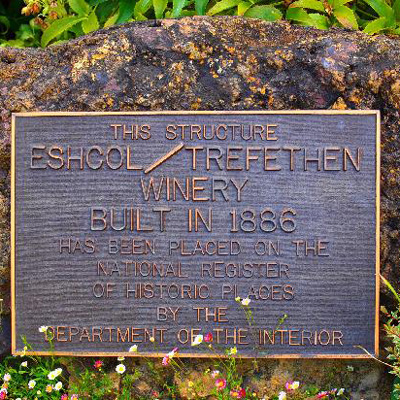 THIS STRUCTURE
ESHCOL/TREFETHEN
WINERY
BUILT IN 1886
HAS BEEN PLACED ON THE
NATIONAL REGISTER
OF HISTORIC PLACES
BY THE
DEPARTMENT OF THE INTERIOR